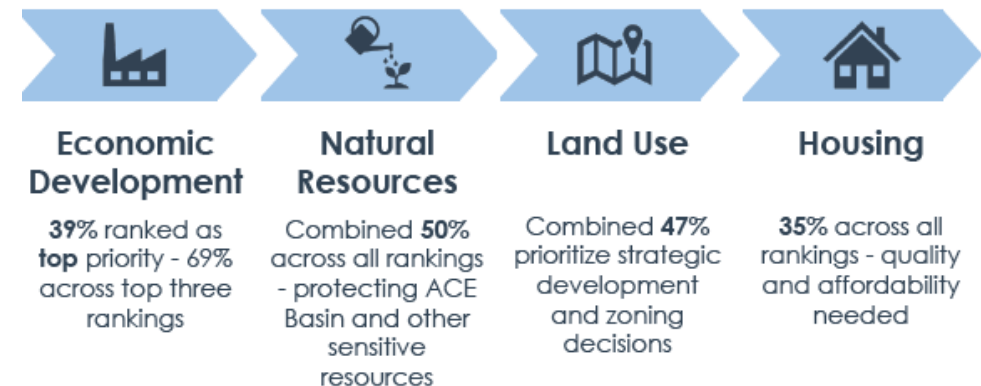 Economic
Development
39% ranked as
top priority - 69%
across top three
rankings
Natural
Resources
Combined 50%
across all rankings
- protecting ACE
Basin and other
sensitive
resources
Land Use
Combined 47%
prioritize strategic
development
and zoning
decisions
Housing
35% across all
rankings - quality
and affordability
needed